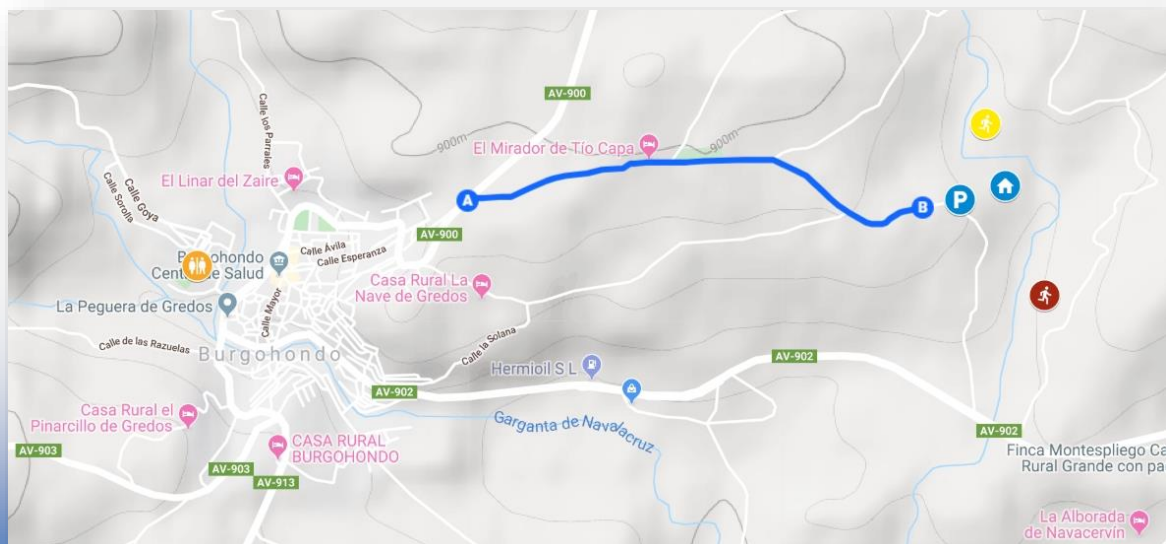 AV-900
900m
El Mirador de Tío Capa
900m
Calle los Parrales
El Linar del Zaire
Calle Goya
Calle Sorolla
A
B
P
AV-900
Calle Ávila
Calle Esperanza
Burgohondo
Centro de Salud
Casa Rural La
Nave de Gredos
La Peguera de Gredos
Calle Mayor
Calle de las Razuelas
Burgohondo
Calle la Solana
Hermioil S L
AV-902
AV-902
Casa Rural el
Pinarcillo de Gredos
Garganta de Navalacruz
AV-902
CASA RURAL
BURGOHONDO
AV-903
AV-903
AV-913
Finca Montespliego Ca
Rural Grande con pa
La Alborada
de Navacervín